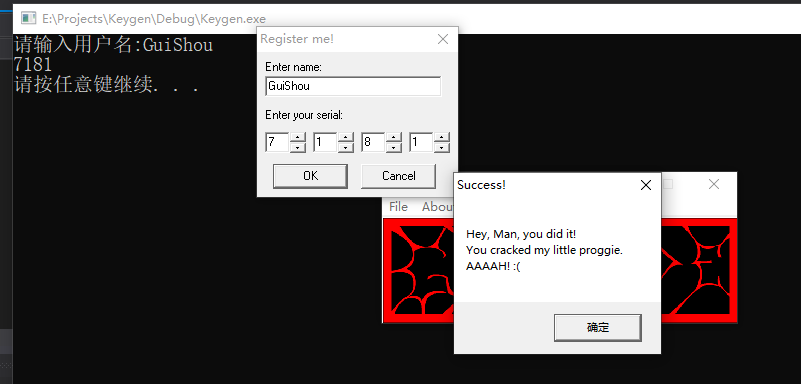 E:\Projects\Keygen\Debug\Keygen.exe
请输入用户名:GuiShou
7181
请按任意键继续. . .
Register me!
Enter name:
GuiShou
Enter your serial:
7 1 8 1
OK Cancel
File About
Success!
Hey, Man, you did it!
You cracked my little proggie.
AAAAH! :(
确定